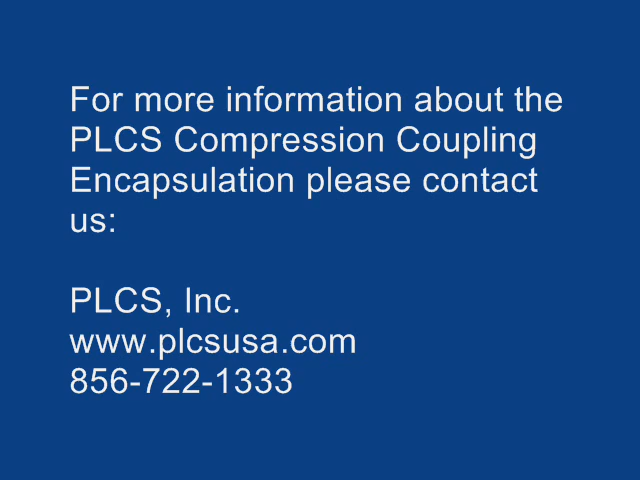 For more information about the
PLCS Compression Coupling
Encapsulation please contact
us:
PLCS, Inc.
www.plcsusa.com
856-722-1333